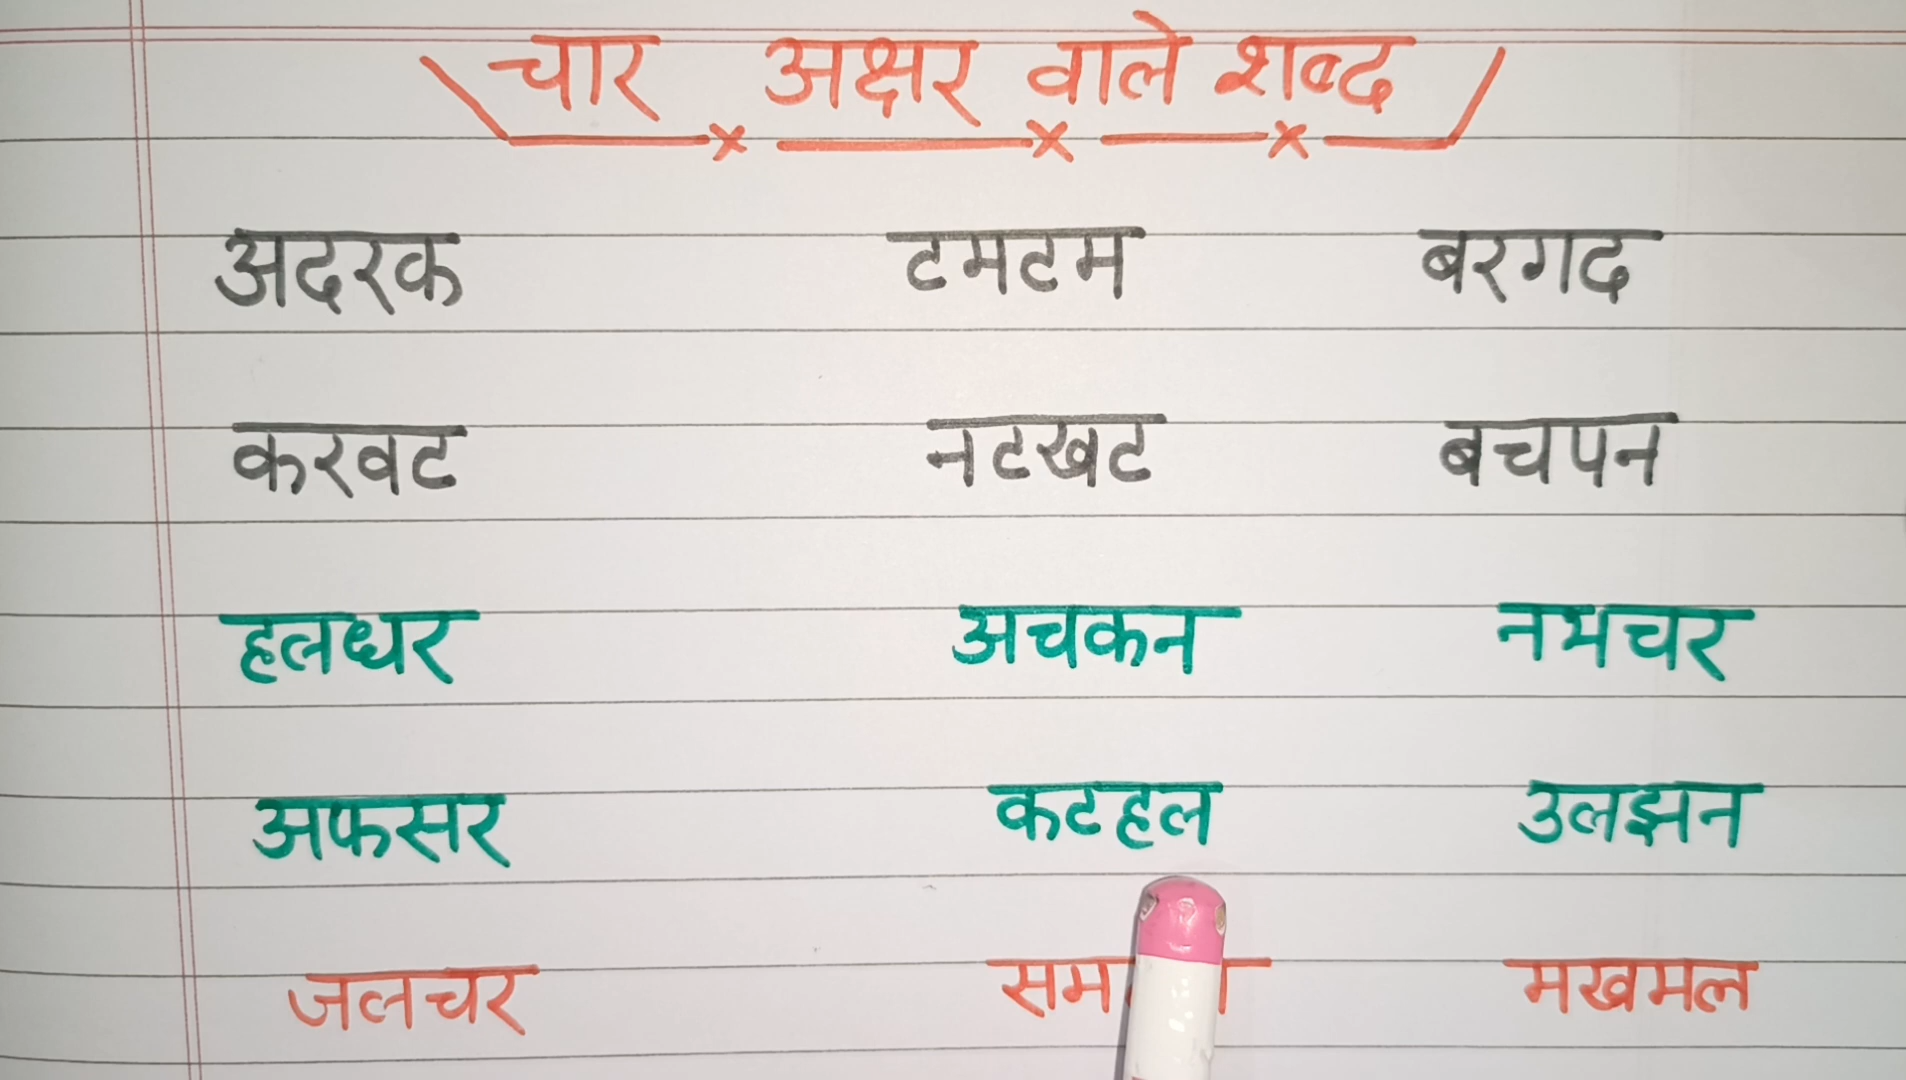 चार अक्षर वाले शब्द
अदरक टमटम बरगद
करवट नटखट बचपन
हलधर अचकन नभचर
अफसर कटहल उलझन
जलचर मखमल